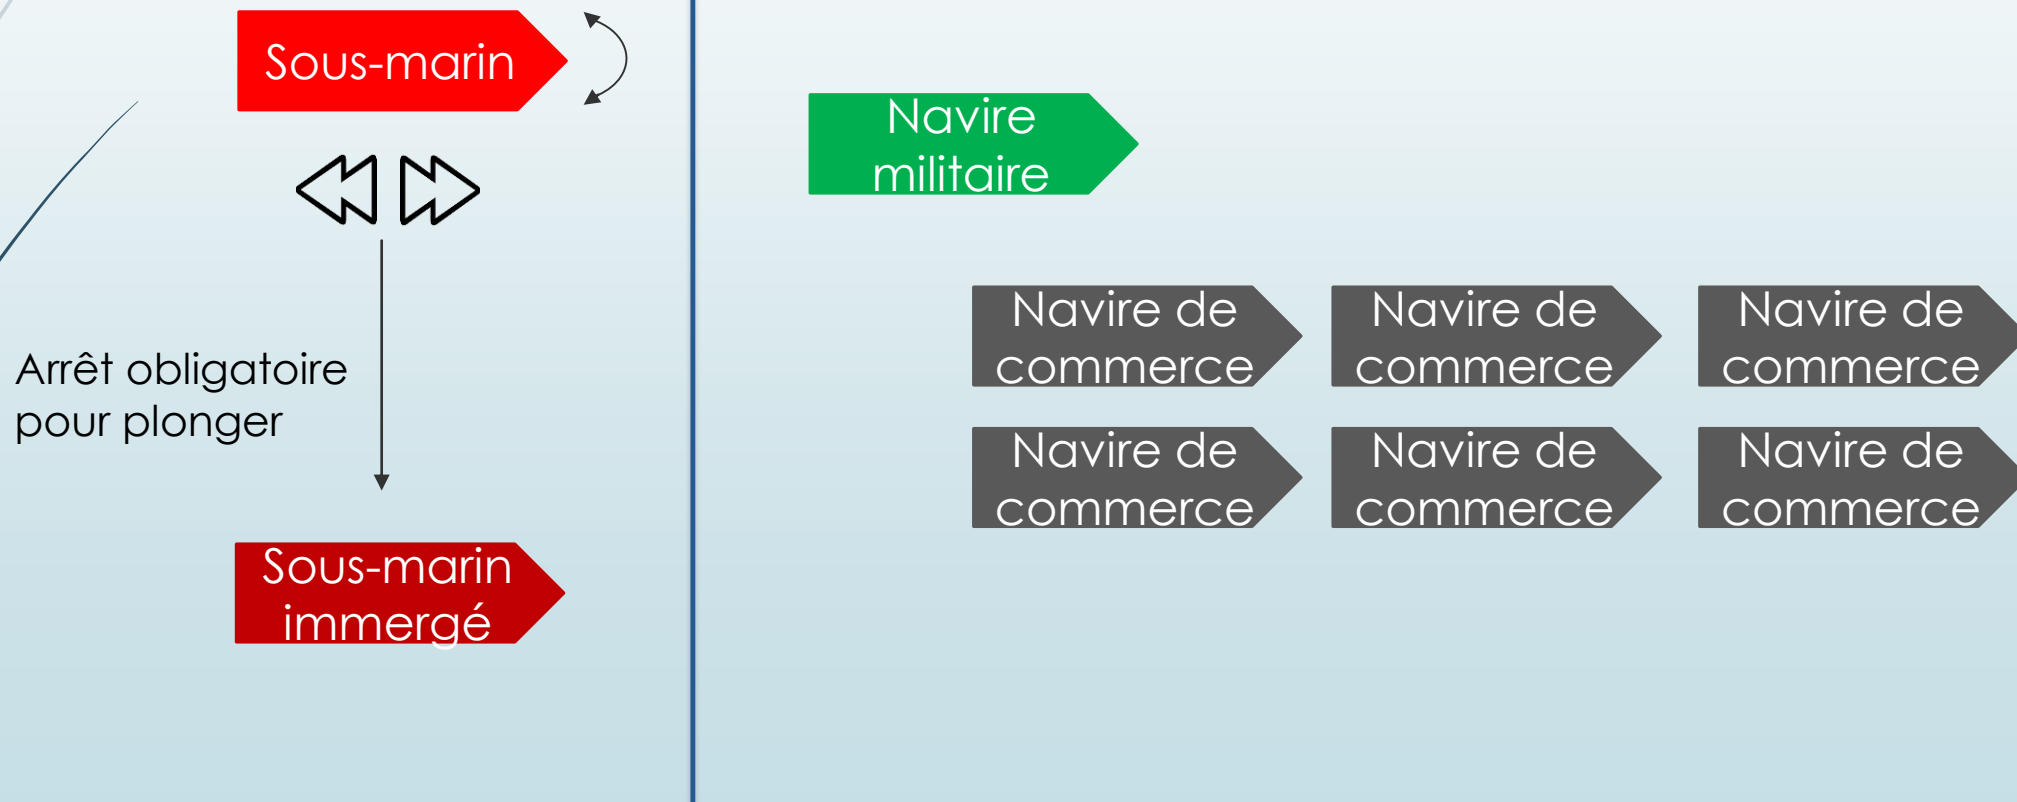 Sous-marin
Arrêt obligatoire
pour plonger
Sous-marin
immergé
Navire
militaire
Navire de
commerce
Navire de
commerce
Navire de
commerce
Navire de
commerce
Navire de
commerce
Navire de
commerce